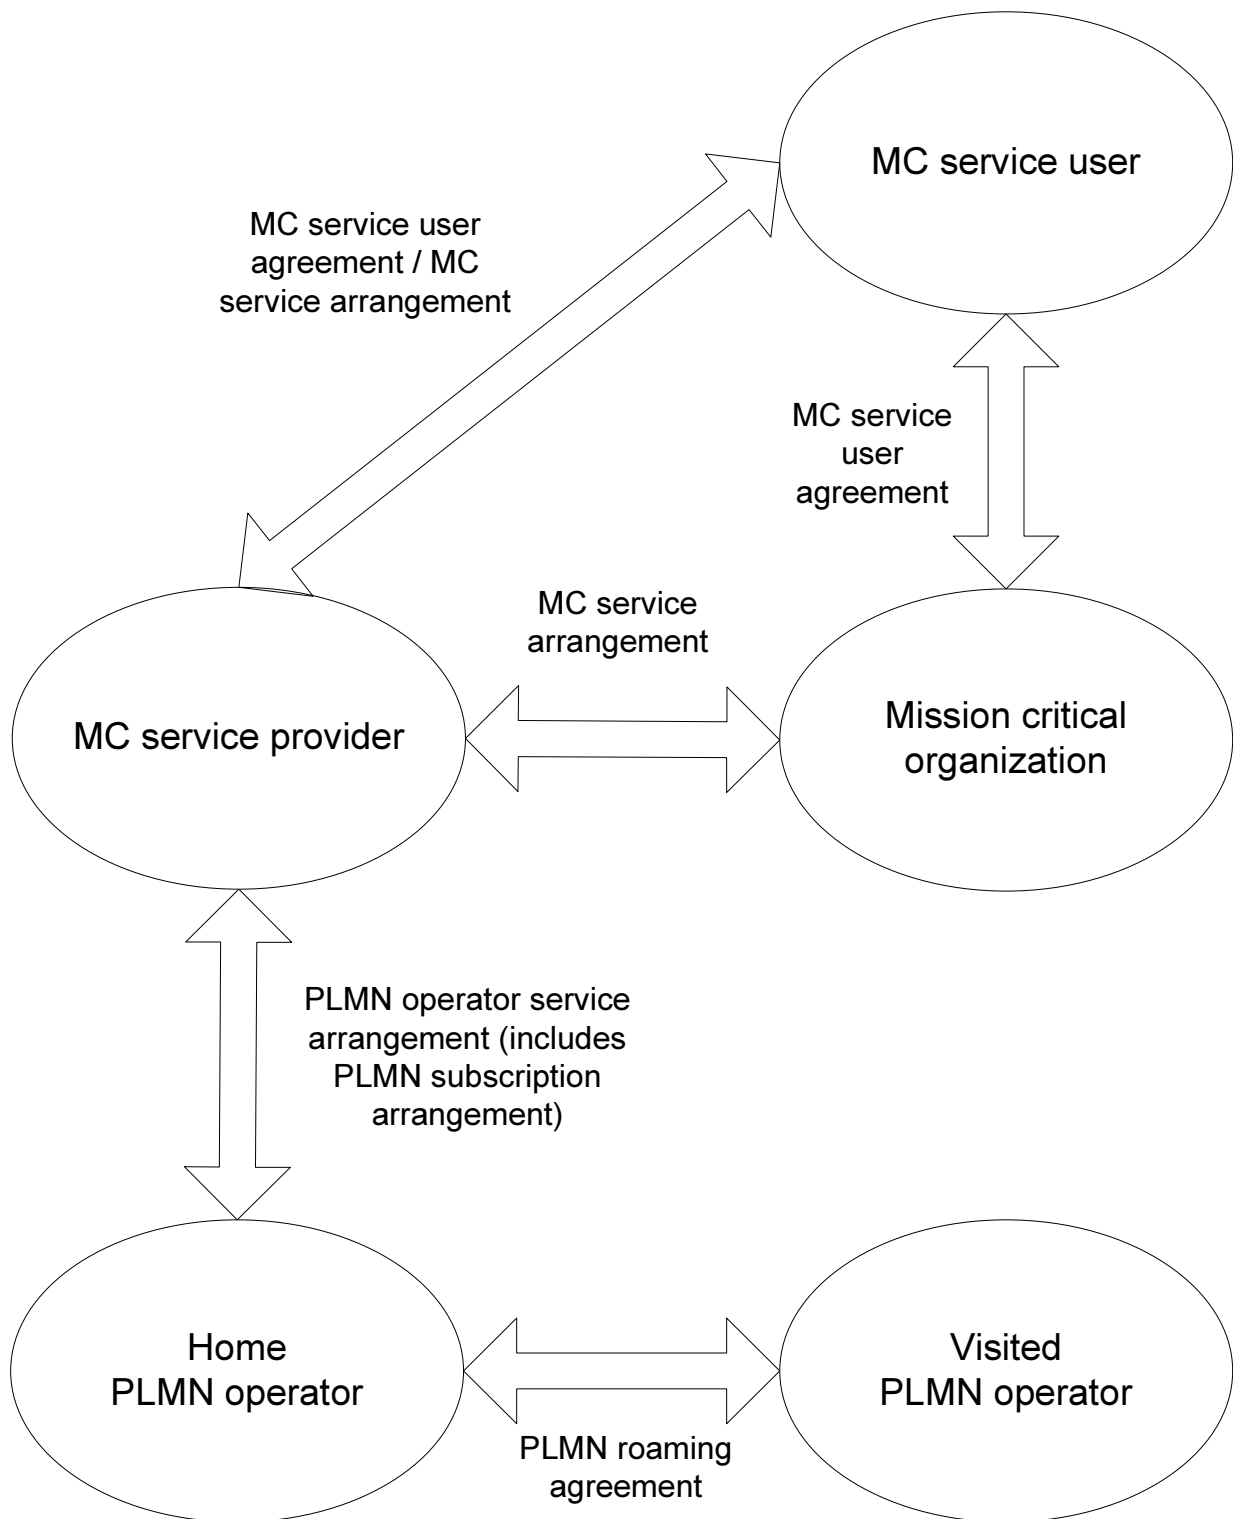 MC service user
MC service user
agreement / MC
service arrangement
MC service
user
agreement
MC service
arrangement
MC service provider
Mission critical
organization
PLMN operator service
arrangement (includes
PLMN subscription
arrangement)
Home
PLMN operator
Visited
PLMN operator
PLMN roaming
agreement